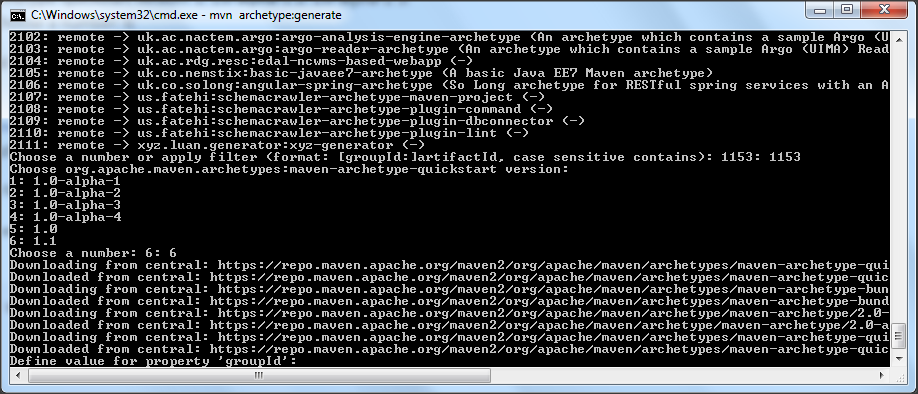 C:\Windows\system32\cmd.exe - mvn archetype:generate
2102: remote -> uk.ac.nactem.argo:argo-analysis-engine-archetype (An archetype which contains a sample Argo (U
2103: remote -> uk.ac.nactem.argo:argo-reader-archetype (An archetype which contains a sample Argo (UIMA) Read
2104: remote -> uk.ac.rdg.resc:edal-ncwms-based-webapp (-)
2105: remote -> uk.co.nemstix:basic-javaee7-archetype (A basic Java EE7 Maven archetype)
2106: remote -> uk.co.solong:angular-spring-archetype (So Long archetype for RESTful spring services with an A
2107: remote -> us.fatehi:schemacrawler-archetype-maven-project (-)
2108: remote -> us.fatehi:schemacrawler-archetype-plugin-command (-)
2109: remote -> us.fatehi:schemacrawler-archetype-plugin-dbconnector (-)
2110: remote -> us.fatehi:schemacrawler-archetype-plugin-lint (-)
2111: remote -> xyz.luan.generator:xyz-generator (-)
Choose a number or apply filter (format: [groupId:]artifactId, case sensitive contains): 1153: 1153
Choose org.apache.maven.archetypes:maven-archetype-quickstart version:
1: 1.0-alpha-1
2: 1.0-alpha-2
3: 1.0-alpha-3
4: 1.0-alpha-4
5: 1.0
6: 1.1
Choose a number: 6: 6
Downloading from central: https://repo.maven.apache.org/maven2/org/apache/maven/archetypes/maven-archetype-qui
Downloaded from central: https://repo.maven.apache.org/maven2/org/apache/maven/archetypes/maven-archetype-quic
Downloading from central: https://repo.maven.apache.org/maven2/org/apache/maven/archetypes/maven-archetype-bun
Downloaded from central: https://repo.maven.apache.org/maven2/org/apache/maven/archetypes/maven-archetype-bund
Downloading from central: https://repo.maven.apache.org/maven2/org/apache/maven/archetype/maven-archetype/2.0-
Downloaded from central: https://repo.maven.apache.org/maven2/org/apache/maven/archetype/maven-archetype/2.0-a
Downloading from central: https://repo.maven.apache.org/maven2/org/apache/maven/archetypes/maven-archetype-qui
Downloaded from central: https://repo.maven.apache.org/maven2/org/apache/maven/archetypes/maven-archetype-quic
Define value for property 'groupId':